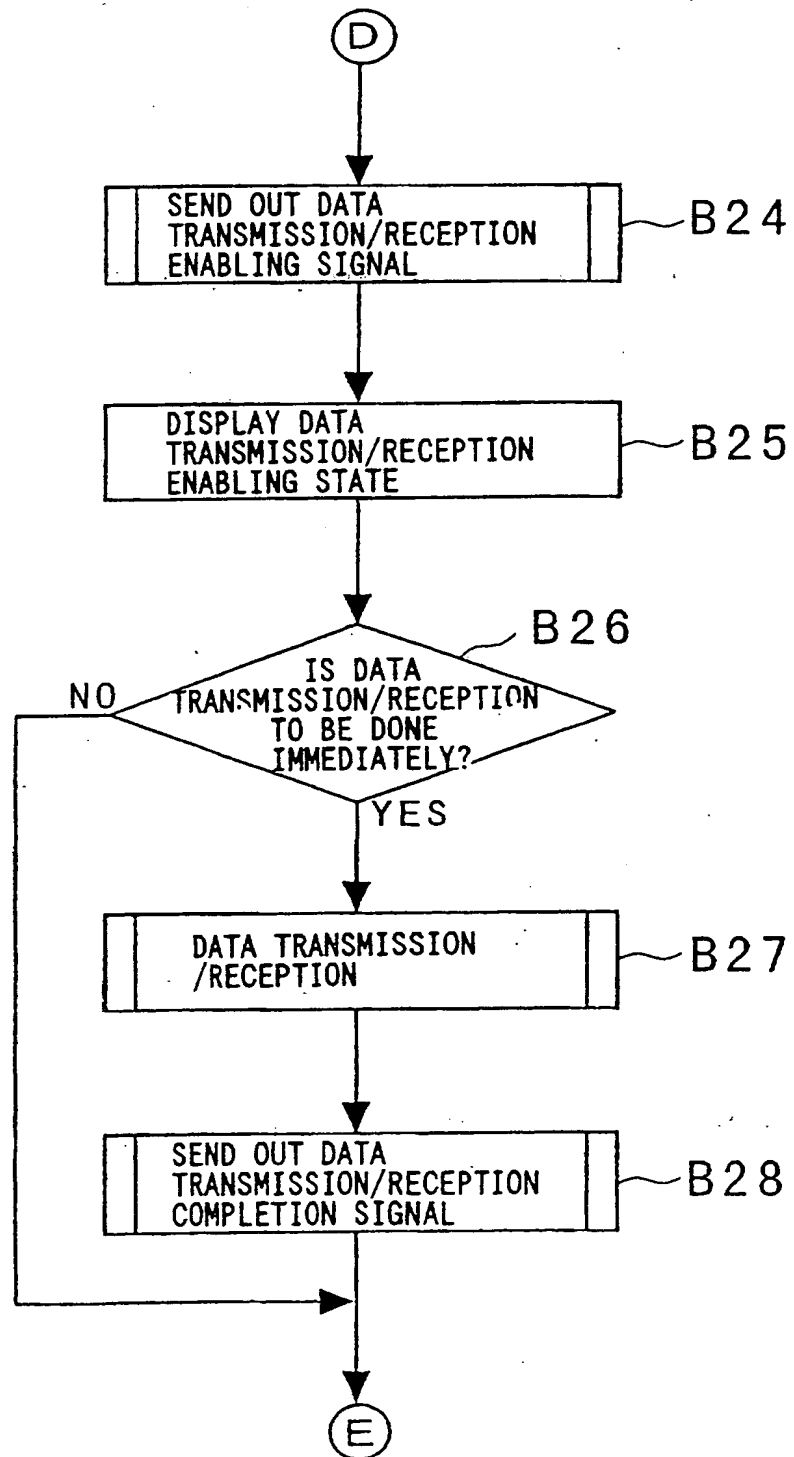 D
SEND OUT DATA
TRANSMISSION/RECEPTION
ENABLING SIGNAL
B24
DISPLAY DATA
TRANSMISSION/RECEPTION
ENABLING STATE
B25
B26
IS DATA
TRANSMISSION/RECEPTION
TO BE DONE
IMMEDIATELY?
NO
YES
DATA TRANSMISSION
/RECEPTION
B27
SEND OUT DATA
TRANSMISSION/RECEPTION
COMPLETION SIGNAL
B28
E